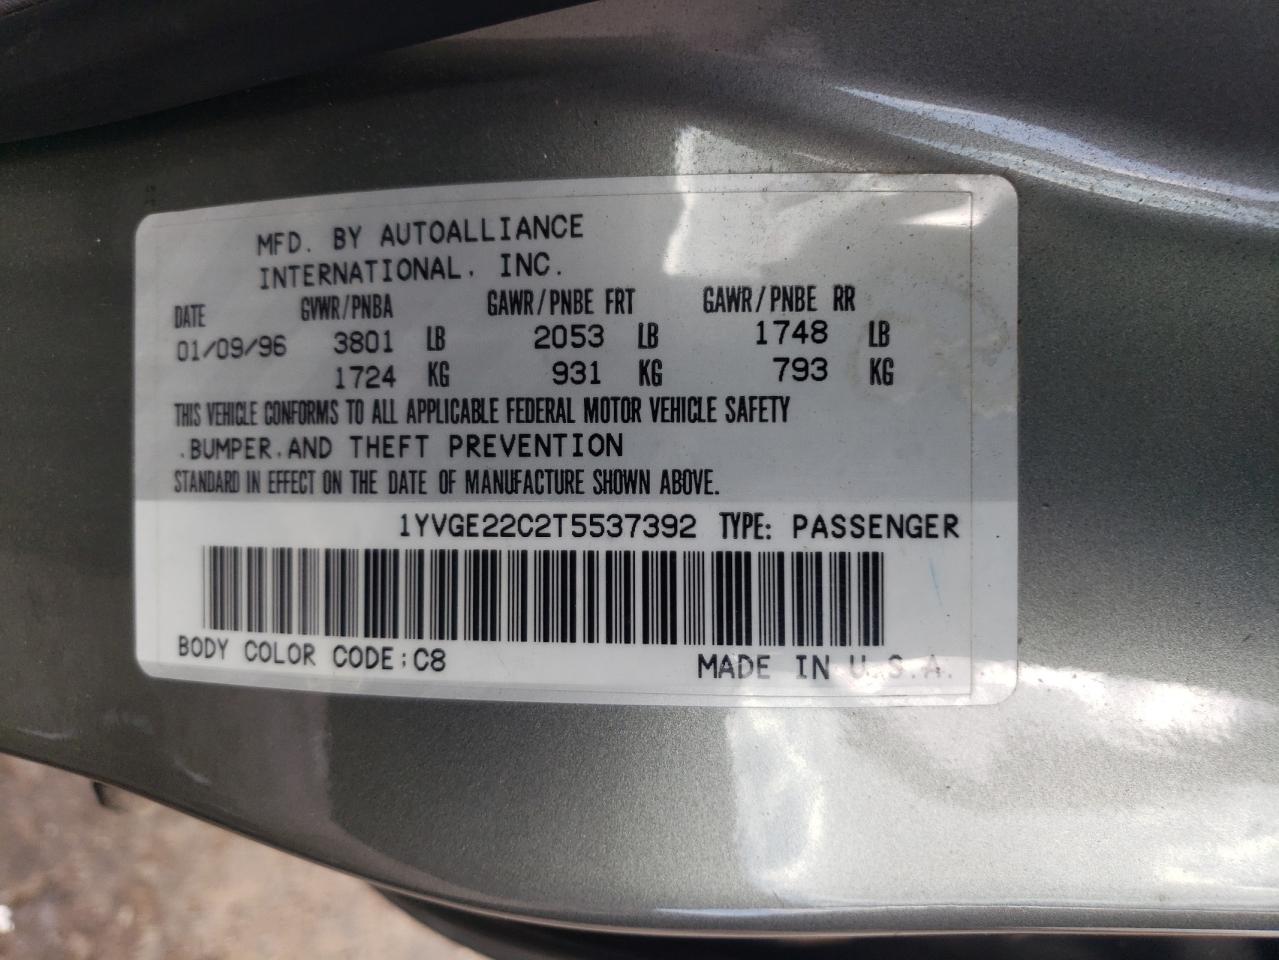 MFD. BY AUTOALLIANCE
INTERNATIONAL, INC.
DATE GVWR/PNBA GAWR/PNBE FRT GAWR/PNBE RR
01/09/96 3801 LB 2053 LB 1748 LB
1724 KG 931 KG 793 KG
THIS VEHICLE CONFORMS TO ALL APPLICABLE FEDERAL MOTOR VEHICLE SAFETY
,BUMPER,AND THEFT PREVENTION
STANDARD IN EFFECT ON THE DATE OF MANUFACTURE SHOWN ABOVE.
1YVGE22C2T5537392 TYPE: PASSENGER
BODY COLOR CODE:C8 MADE IN U.S.A.